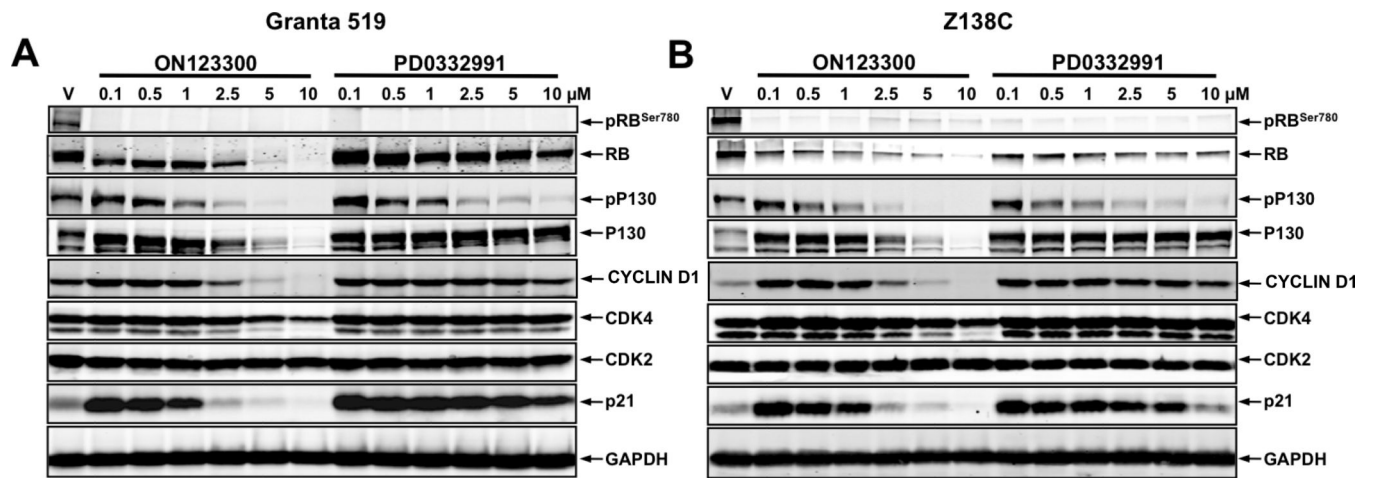 Granta 519
Z138C
A
B
ON123300
PD0332991
ON123300
PD0332991
V 0.1 0.5 1 2.5 5 10 0.1 0.5 1 2.5 5 10 µM
V 0.1 0.5 1 2.5 5 10 0.1 0.5 1 2.5 5 10 µM
pRBSer780
RB
pP130
P130
CYCLIN D1
CDK4
CDK2
p21
GAPDH
pRBSer780
RB
pP130
P130
CYCLIN D1
CDK4
CDK2
p21
GAPDH